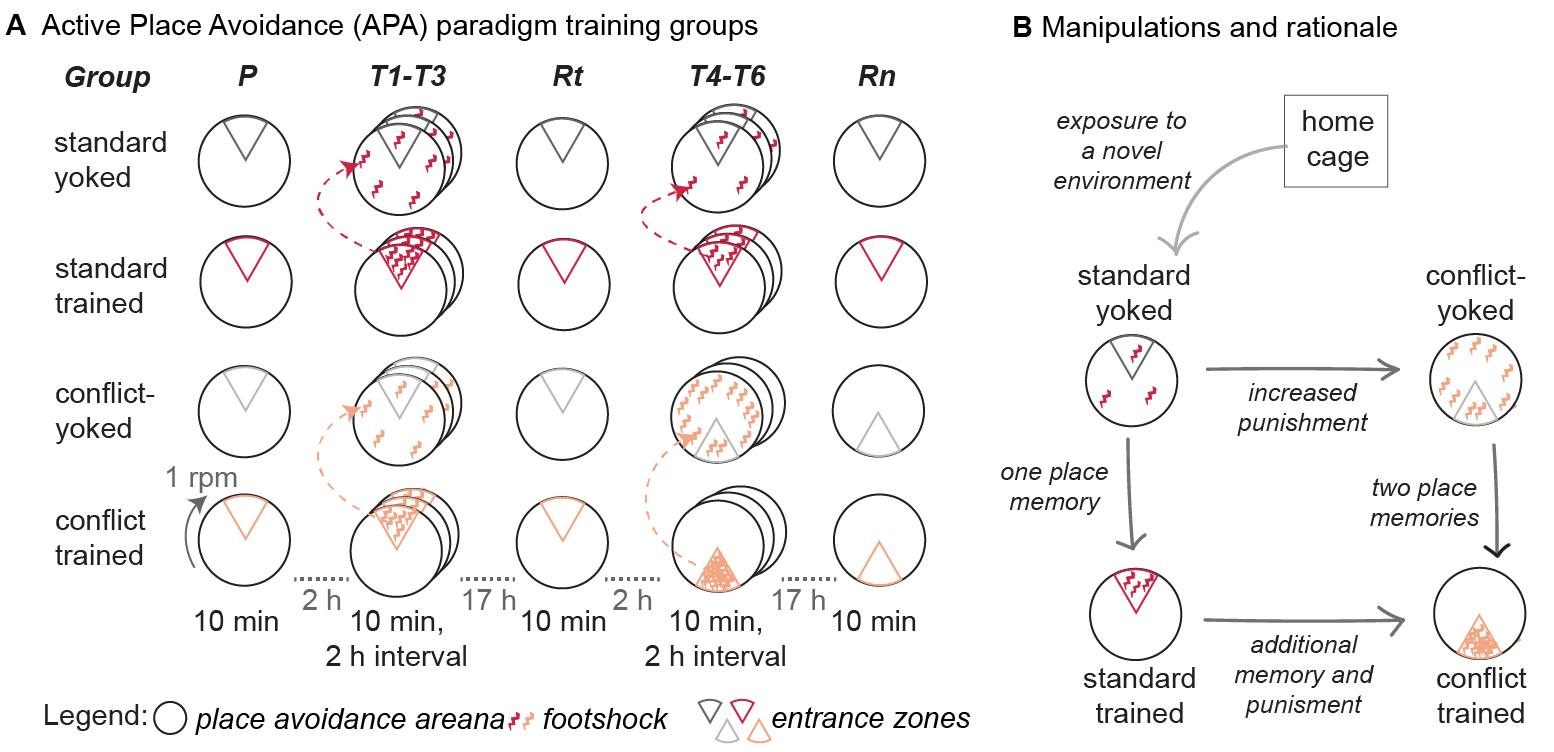 A Active Place Avoidance (APA) paradigm training groups
Group P T1-T3 Rt T4-T6 Rn
standard
yoked
standard
trained
conflict-
yoked
1 rpm
conflict
trained
2 h 17 h 2 h 17 h
10 min 10 min, 10 min 10 min, 10 min
2 h interval 2 h interval
Legend: place avoidance areana footshock entrance zones
B Manipulations and rationale
home
cage
exposure to
a novel
environment
standard
yoked
conflict-
yoked
increased
punishment
one place
memory
two place
memories
additional
memory and
punisment
standard
trained
conflict
trained